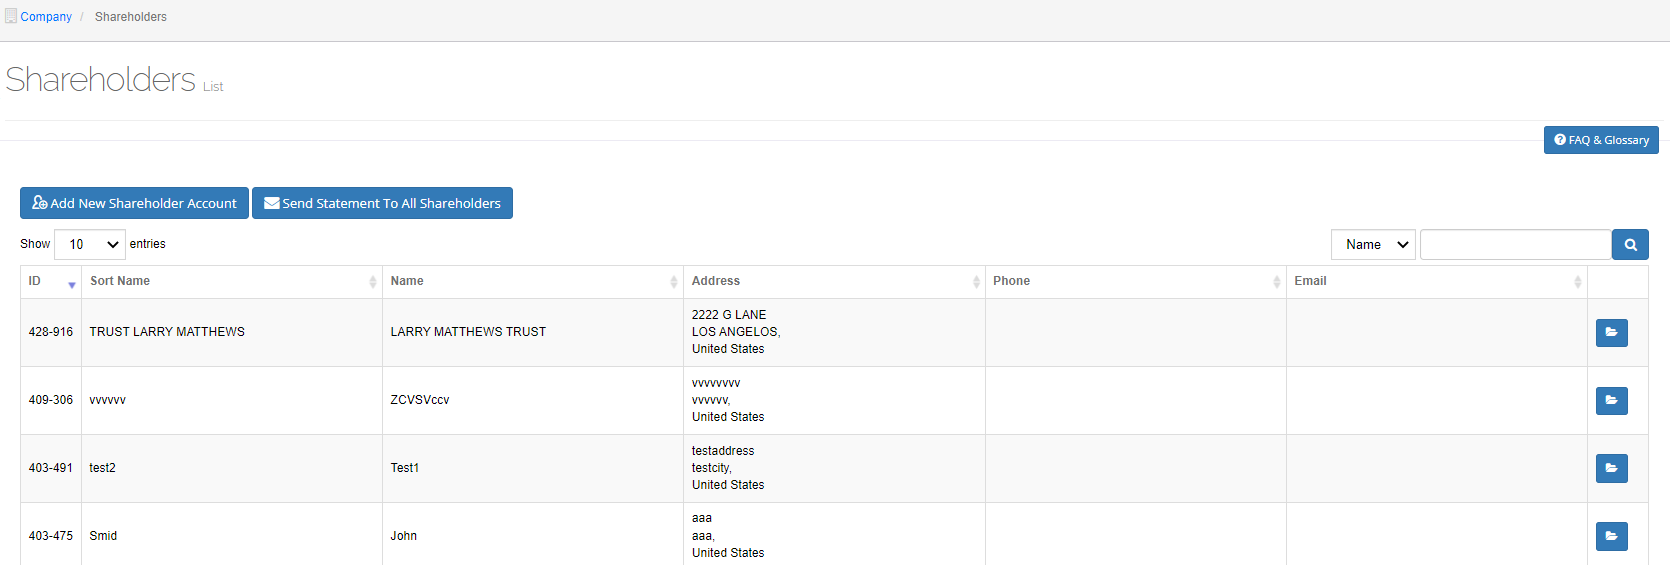 Company / Shareholders
Shareholders List
FAQ & Glossary
Add New Shareholder Account Send Statement To All Shareholders
Show 10 entries Name
ID Sort Name Name Address Phone Email
428-916 TRUST LARRY MATTHEWS LARRY MATTHEWS TRUST 2222 G LANE
LOS ANGELOS,
United States
409-306 vvvvvv ZCVSVccv vvvvvvvv
vvvvvv,
United States
403-491 test2 Test1 testaddress
testcity,
United States
403-475 Smid John aaa
aaa,
United States